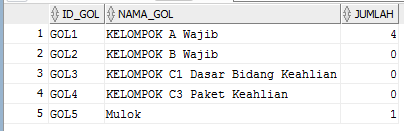 ID_GOL NAMA_GOL JUMLAH
1 GOL1 KELOMPOK A Wajib 4
2 GOL2 KELOMPOK B Wajib 0
3 GOL3 KELOMPOK C1 Dasar Bidang Keahlian 0
4 GOL4 KELOMPOK C3 Paket Keahlian 0
5 GOL5 Mulok 1